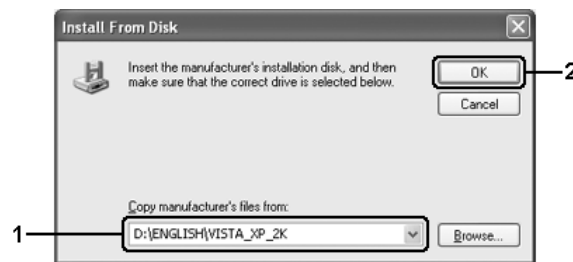 Install From Disk
Insert the manufacturer's installation disk, and then
make sure that the correct drive is selected below.
OK
2
Cancel
Copy manufacturer's files from:
1
D:\ENGLISH\VISTA_XP_2K
Browse...